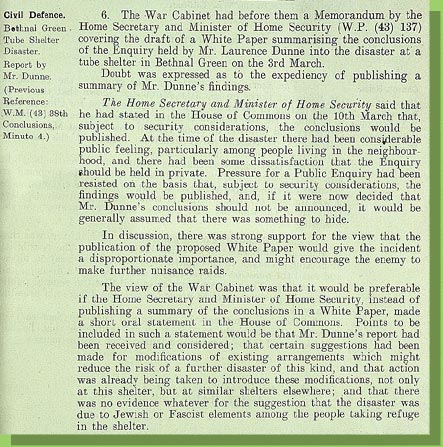 Civil Defence.
Bethnal Green
Tube Shelter
Disaster.
Report by
Mr. Dunne.
(Previous
Reference:
W.M. (43) 38th
Conclusions,
Minute 4.)
6. The War Cabinet had before them a Memorandum by the
Home Secretary and Minister of Home Security (W.P. (43) 137)
covering the draft of a White Paper summarising the conclusions
of the Enquiry held by Mr. Laurence Dunne into the disaster at a
tube shelter in Bethnal Green on the 3rd March.
Doubt was expressed as to the expediency of publishing a
summary of Mr. Dunne's findings.
The Home Secretary and Minister of Home Security said that
he had stated in the House of Commons on the 10th March that,
subject to security considerations, the conclusions would be
published. At the time of the disaster there had been considerable
public feeling, particularly among people living in the neighbour-
hood, and there had been some dissatisfaction that the Enquiry
should be held in private. Pressure for a Public Enquiry had been
resisted on the basis that, subject to security considerations, the
findings would be published, and, if it were now decided that
Mr. Dunne's conclusions should not be announced, it would be
generally assumed that there was something to hide.
In discussion, there was strong support for the view that the
publication of the proposed White Paper would give the incident
a disproportionate importance, and might encourage the enemy to
make further nuisance raids.
The view of the War Cabinet was that it would be preferable
if the Home Secretary and Minister of Home Security, instead of
publishing a summary of the conclusions in a White Paper, made
a short oral statement in the House of Commons. Points to be
included in such a statement would be that Mr. Dunne's report had
been received and considered; that certain suggestions had been
made for modifications of existing arrangements which might
reduce the risk of a further disaster of this kind, and that action
was already being taken to introduce these modifications, not only
at this shelter, but at similar shelters elsewhere; and that there
was no evidence whatever for the suggestion that the disaster was
due to Jewish or Fascist elements among the people taking refuge
in the shelter.